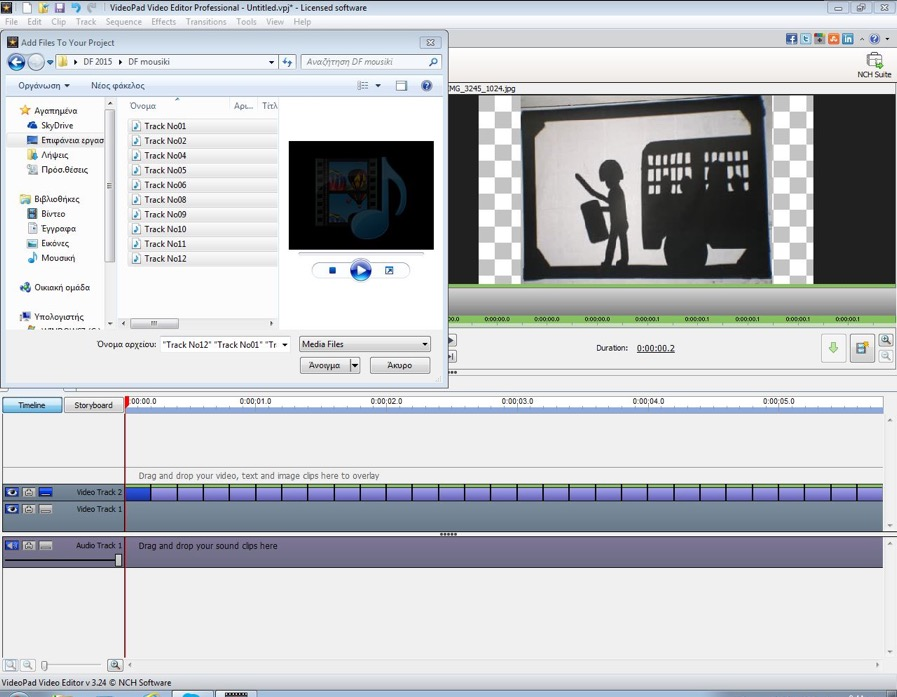 VideoPad Video Editor Professional - Untitled.vpj* - Licensed software
File Edit Clip Track Sequence Effects Transitions Tools View Help
Add Files To Your Project
DF 2015 DF mousiki Αναζήτηση DF mousiki
Οργάνωση Νέος φάκελος
NCH Suite
IMG_3245_1024.jpg
Αγαπημένα
SkyDrive
Επιφάνεια εργασ
Λήψεις
Πρόσ.θέσεις
Βιβλιοθήκες
Βίντεο
Έγγραφα
Εικόνες
Μουσική
Οικιακή ομάδα
Υπολογιστής
Όνομα Αρι... Τίτλ
Track No01
Track No02
Track No04
Track No05
Track No06
Track No08
Track No09
Track No10
Track No11
Track No12
0:00:00.0 0:00:00.0 0:00:00.0 0:00:00.0 0:00:00.1 0:00:00.1 0:00:00.1 0:00:00.1
Όνομα αρχείου: "Track No12" "Track No01" "Tr Media Files
Άνοιγμα Άκυρο
Duration: 0:00:00.2
Timeline Storyboard
0:00:00.0 0:00:01.0 0:00:02.0 0:00:03.0 0:00:04.0 0:00:05.0
Drag and drop your video, text and image clips here to overlay
Video Track 2
Video Track 1
Audio Track 1 Drag and drop your sound clips here
VideoPad Video Editor v 3.24 © NCH Software